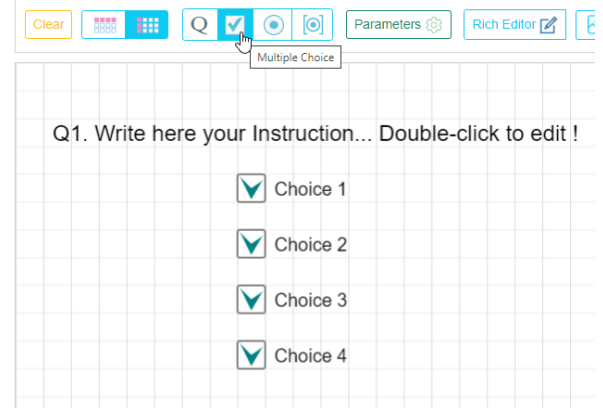 Clear Q Parameters Rich Editor
Multiple Choice
Q1. Write here your Instruction... Double-click to edit !
Choice 1
Choice 2
Choice 3
Choice 4